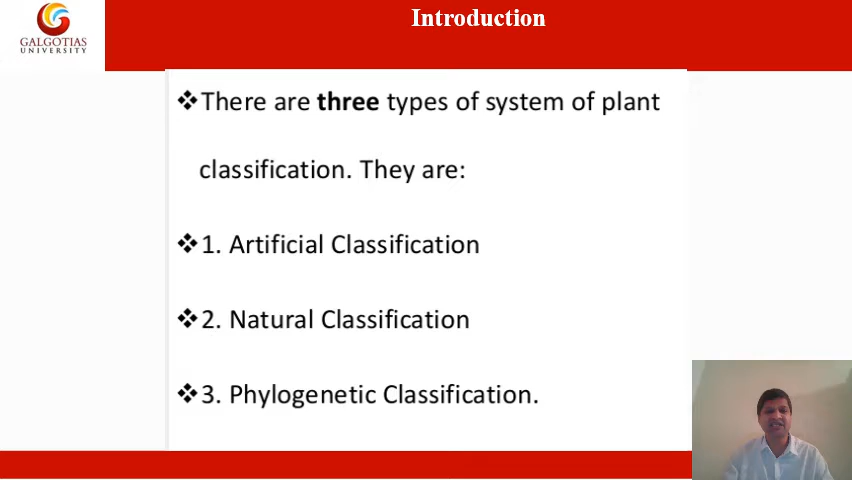 GALGOTIAS
UNIVERSITY
Introduction
❖There are three types of system of plant
classification. They are:
❖1. Artificial Classification
❖2. Natural Classification
❖3. Phylogenetic Classification.